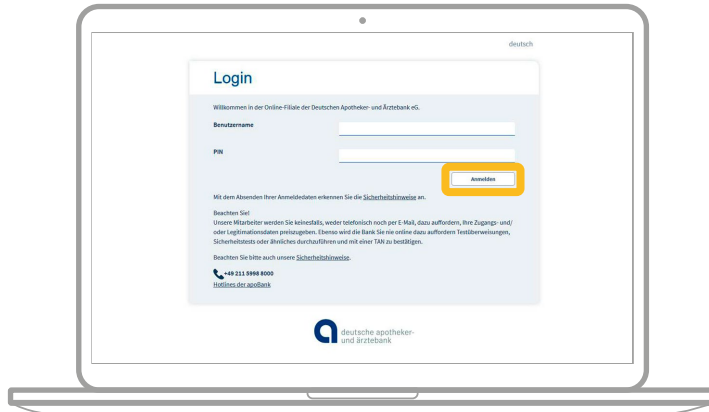 deutsch
Login
Willkommen in der Online-Filiale der Deutschen Apotheker- und Ärztebank eG.
Benutzername
PIN
Anmelden
Mit dem Absenden Ihrer Anmeldedaten erkennen Sie die Sicherheitshinweise an.
Beachten Sie!
Unsere Mitarbeiter werden Sie keinesfalls, weder telefonisch noch per E-Mail, dazu auffordern, Ihre Zugangs- und/
oder Legitimationsdaten preiszugeben. Ebenso wird die Bank Sie nie online dazu auffordern Testüberweisungen,
Sicherheitstests oder ähnliches durchzuführen und mit einer TAN zu bestätigen.
Beachten Sie bitte auch unsere Sicherheitshinweise.
+49 211 5998 8000
Hotlines der apoBank
deutsche apotheker-
und ärztebank